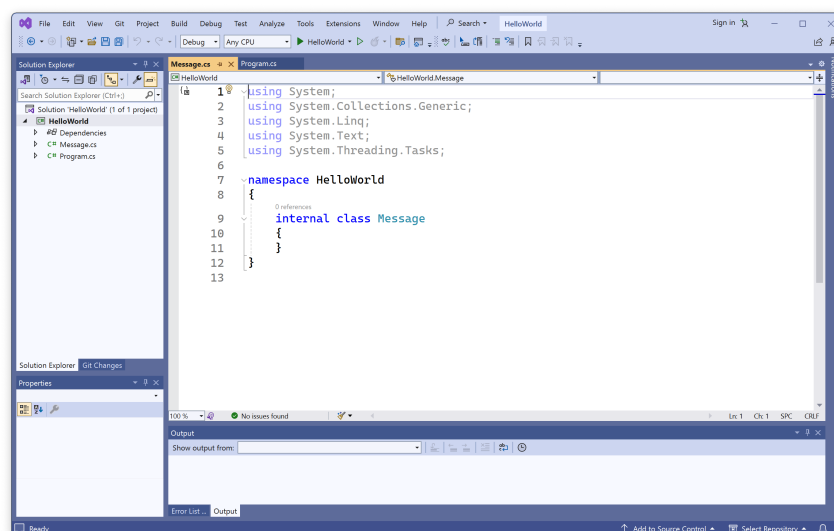 File Edit View Git Project Build Debug Test Analyze Tools Extensions Window Help Search HelloWorld Sign in
Debug Any CPU HelloWorld
Solution Explorer
Search Solution Explorer (Ctrl+;)
Solution 'HelloWorld' (1 of 1 project)
HelloWorld
Dependencies
C# Message.cs
C# Program.cs
Solution Explorer Git Changes
Properties
Message.cs Program.cs
HelloWorld HelloWorld.Message
1 using System;
2 using System.Collections.Generic;
3 using System.Linq;
4 using System.Text;
5 using System.Threading.Tasks;
6
7 namespace HelloWorld
8 {
0 references
9 internal class Message
10 {
11 }
12 }
13
100 % No issues found Ln: 1 Ch: 1 SPC CRLF
Output
Show output from:
Error List ... Output
Ready Add to Source Control Select Repository